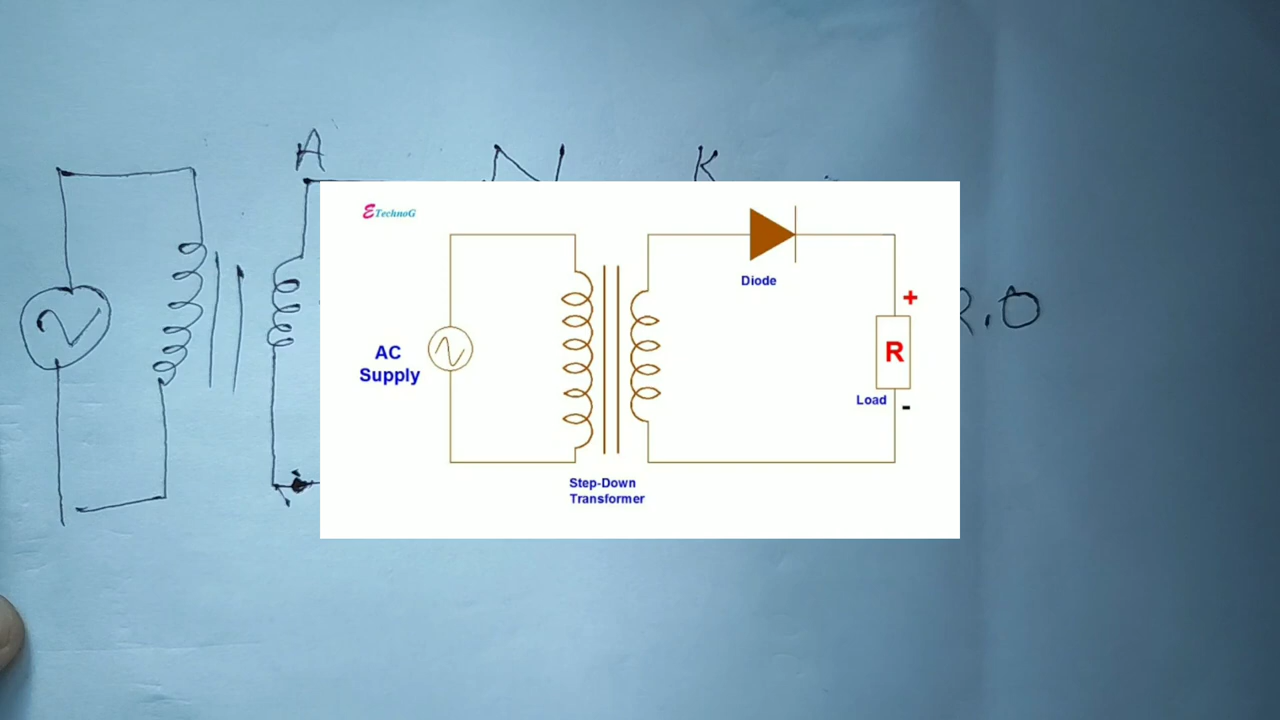 A
N
K
ETechnoG
Diode
+
AC
Supply
R
Load
-
R.O
Step-Down
Transformer